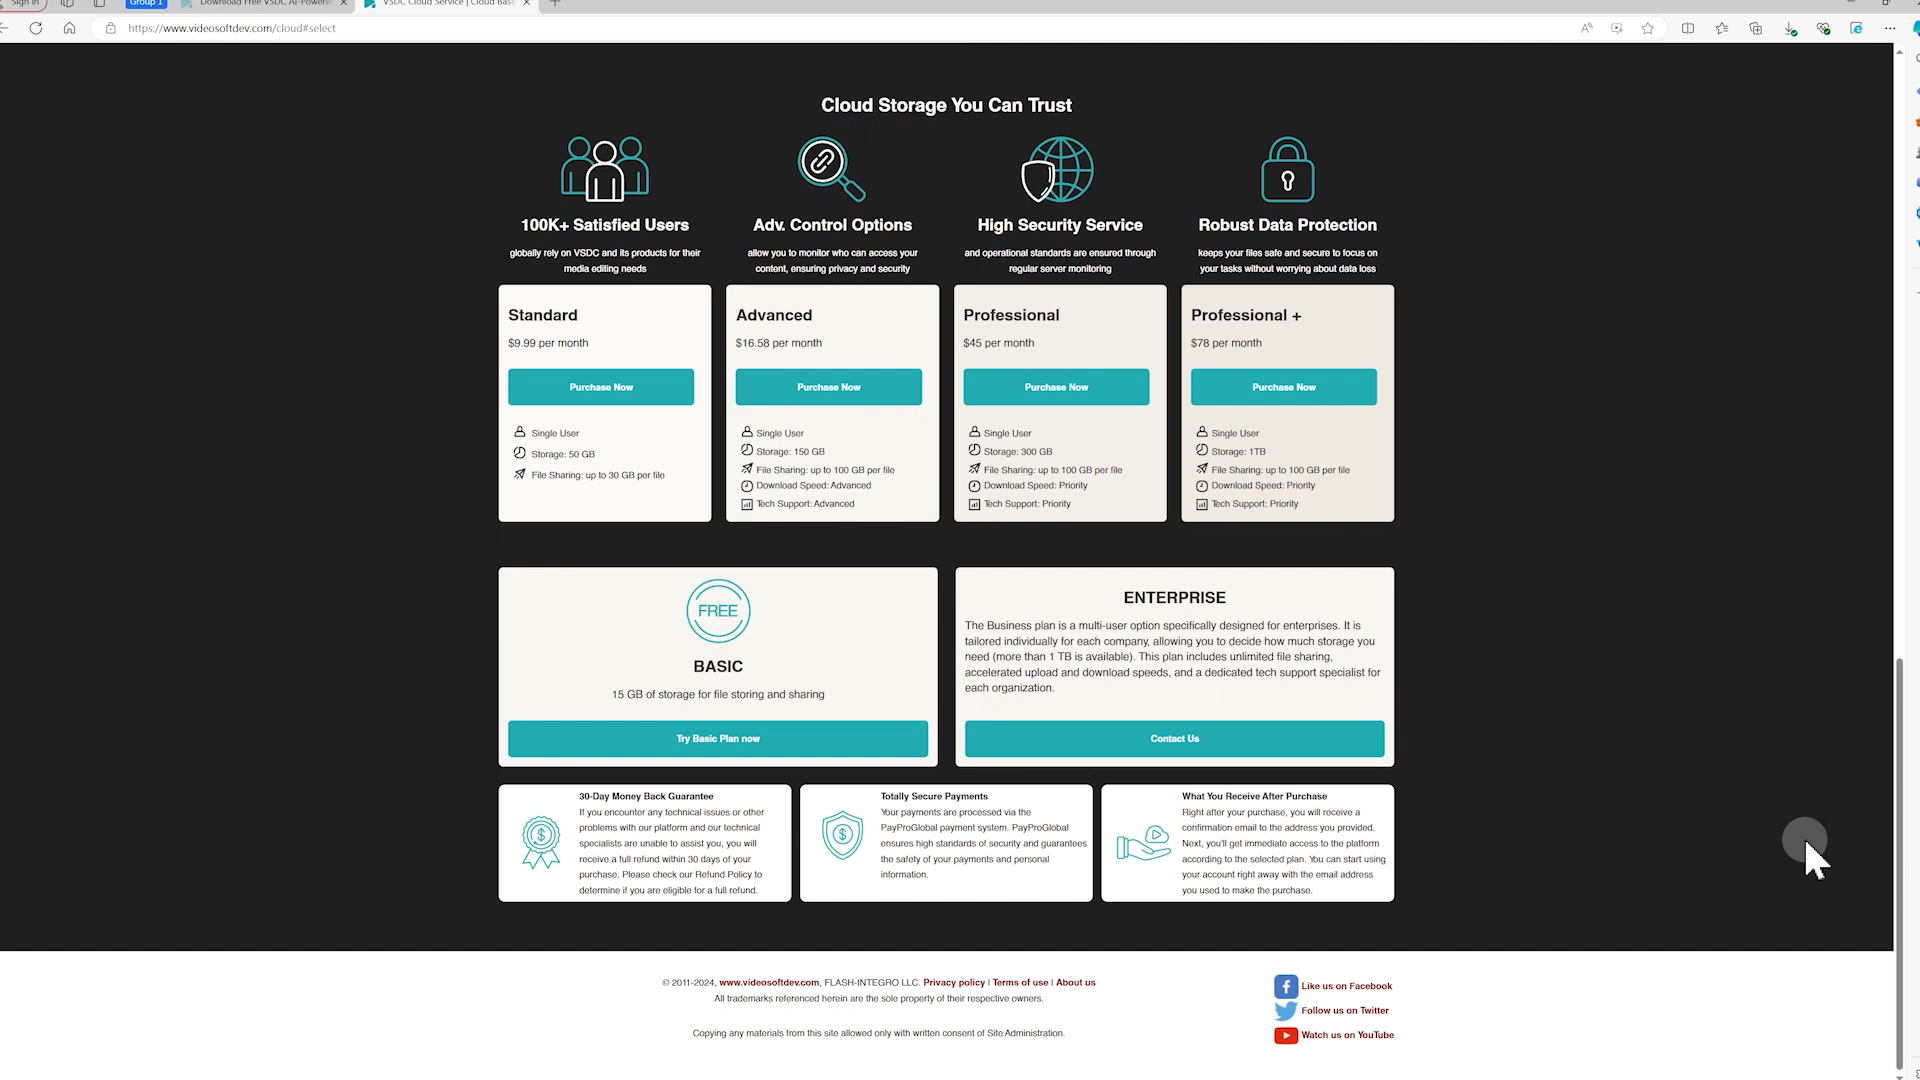 Sign in
Group 1
Download Free VSDC AI-Powere
VSDC Cloud Service | Cloud Base
https://www.videosoftdev.com/cloud#select
Cloud Storage You Can Trust
100K+ Satisfied Users
globally rely on VSDC and its products for their
media editing needs
Adv. Control Options
allow you to monitor who can access your
content, ensuring privacy and security
High Security Service
and operational standards are ensured through
regular server monitoring
Robust Data Protection
keeps your files safe and secure to focus on
your tasks without worrying about data loss
Standard
$9.99 per month
Purchase Now
Single User
Storage: 50 GB
File Sharing: up to 30 GB per file
Advanced
$16.58 per month
Purchase Now
Single User
Storage: 150 GB
File Sharing: up to 100 GB per file
Download Speed: Advanced
Tech Support: Advanced
Professional
$45 per month
Purchase Now
Single User
Storage: 300 GB
File Sharing: up to 100 GB per file
Download Speed: Priority
Tech Support: Priority
Professional +
$78 per month
Purchase Now
Single User
Storage: 1TB
File Sharing: up to 100 GB per file
Download Speed: Priority
Tech Support: Priority
FREE
BASIC
15 GB of storage for file storing and sharing
Try Basic Plan now
ENTERPRISE
The Business plan is a multi-user option specifically designed for enterprises. It is
tailored individually for each company, allowing you to decide how much storage you
need (more than 1 TB is available). This plan includes unlimited file sharing,
accelerated upload and download speeds, and a dedicated tech support specialist for
each organization.
Contact Us
30-Day Money Back Guarantee
If you encounter any technical issues or other
problems with our platform and our technical
specialists are unable to assist you, you will
receive a full refund within 30 days of your
purchase. Please check our Refund Policy to
determine if you are eligible for a full refund.
Totally Secure Payments
Your payments are processed via the
PayProGlobal payment system. PayProGlobal
ensures high standards of security and guarantees
the safety of your payments and personal
information.
What You Receive After Purchase
Right after your purchase, you will receive a
confirmation email to the address you provided.
Next, you'll get immediate access to the platform
according to the selected plan. You can start using
your account right away with the email address
you used to make the purchase.
© 2011-2024, www.videosoftdev.com, FLASH-INTEGRO LLC. Privacy policy | Terms of use | About us
All trademarks referenced herein are the sole property of their respective owners.
Copying any materials from this site allowed only with written consent of Site Administration.
Like us on Facebook
Follow us on Twitter
Watch us on YouTube